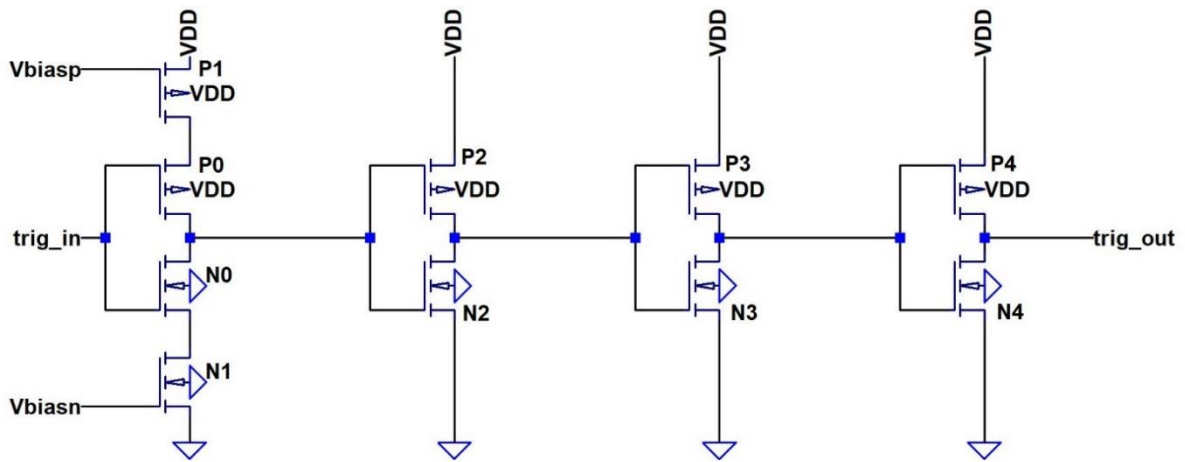 VDD
VDD
VDD
VDD
Vbiasp
P1
VDD
P0
VDD
P2
VDD
P3
VDD
P4
VDD
trig_in
trig_out
N0
N2
N3
N4
N1
Vbiasn